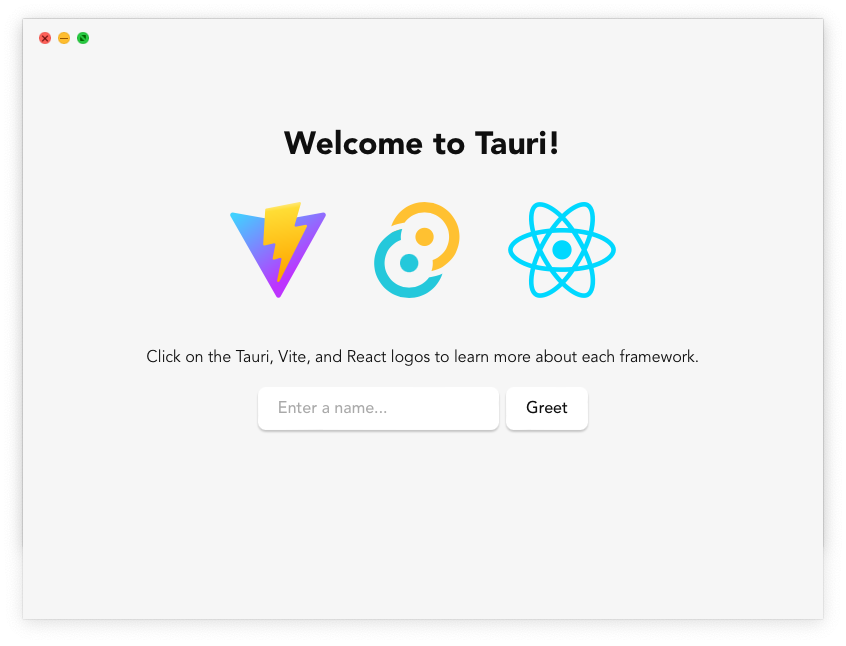 Welcome to Tauri!
Click on the Tauri, Vite, and React logos to learn more about each framework.
Enter a name...
Greet